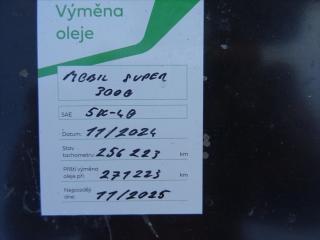 Výměna
oleje
MOBIL SUPER
3000
SAE 5W-40
Datum: 11/2024
Stav
tachometru: 256 223 km
Příští výměna
oleje při: 271223 km
Nejpozději
dne: 11/2025